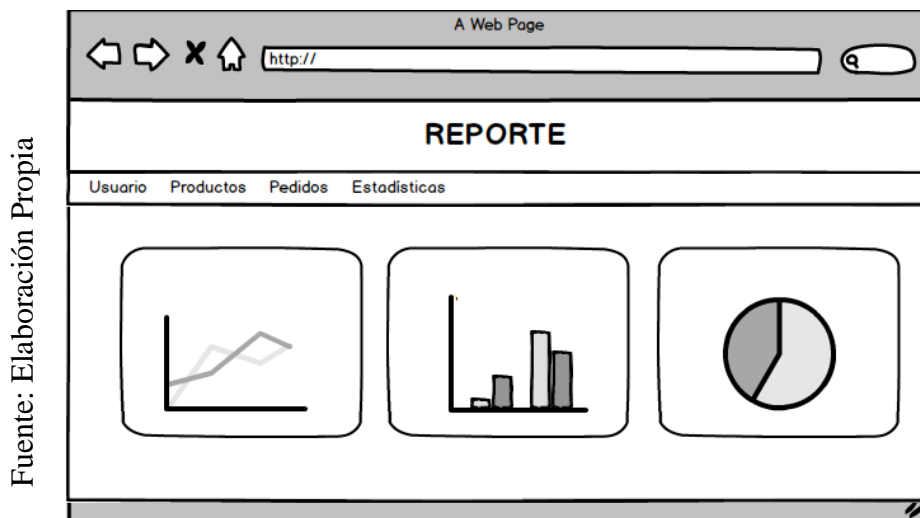 A Web Page
http://
REPORTE
Usuario Productos Pedidos Estadísticas
Fuente: Elaboración Propia